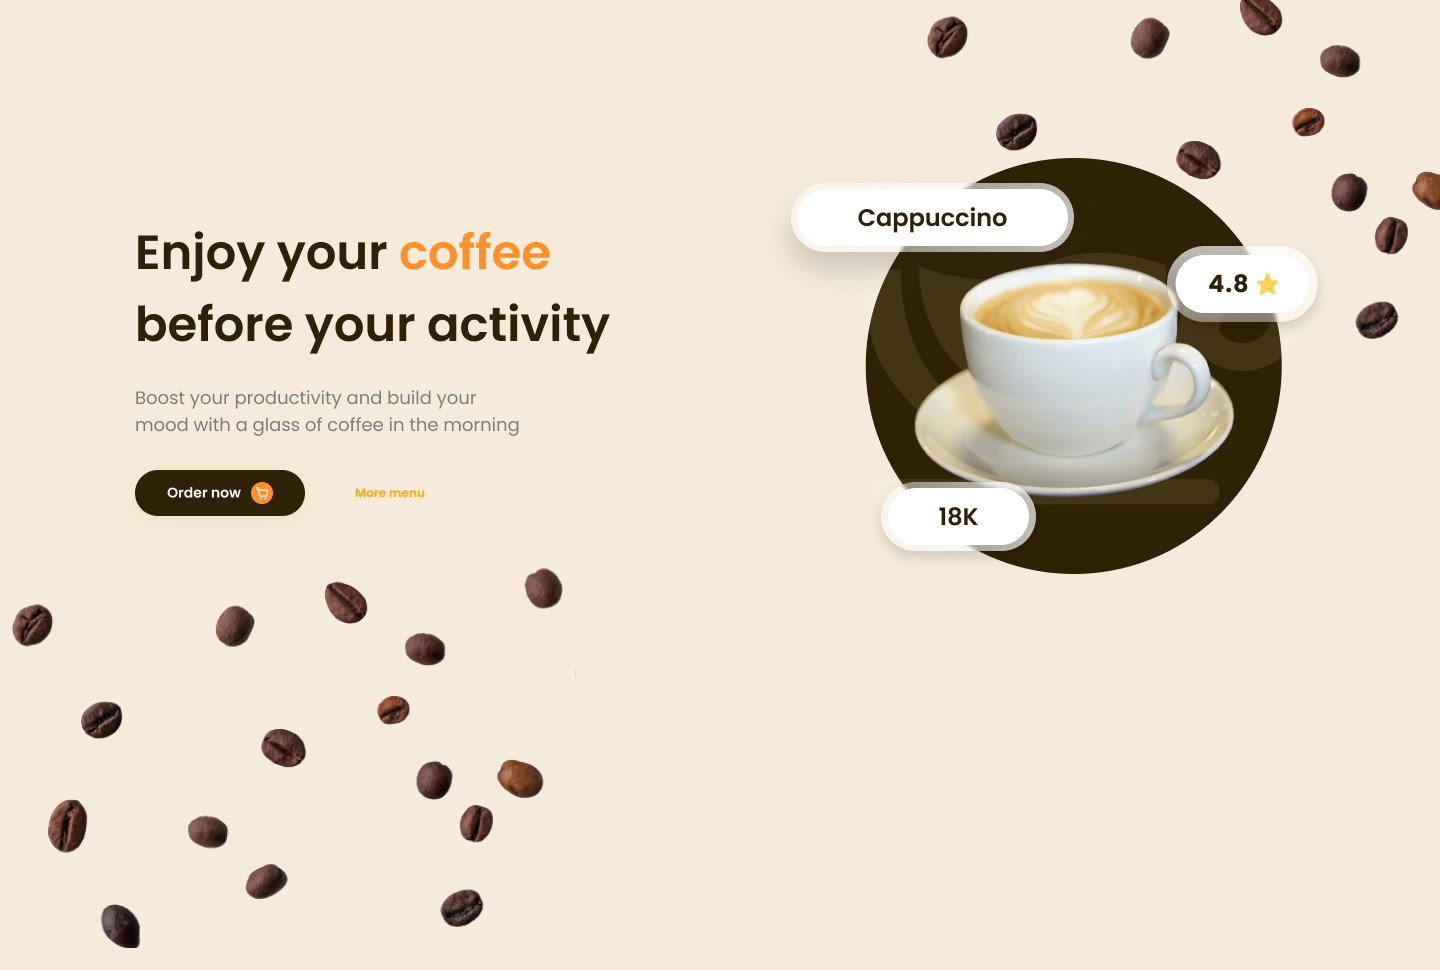 Enjoy your coffee
before your activity
Boost your productivity and build your
mood with a glass of coffee in the morning
Order now
More menu
Cappuccino
4.8
18K